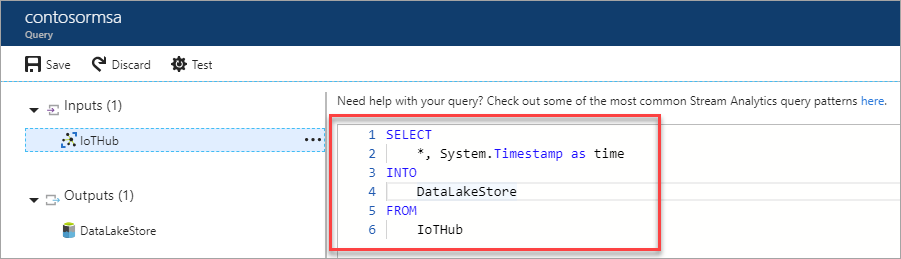 contosormsa
Query
Save Discard Test
Inputs (1)
IoTHub
Outputs (1)
DataLakeStore
Need help with your query? Check out some of the most common Stream Analytics query patterns here.
1 SELECT
2 *, System.Timestamp as time
3 INTO
4 DataLakeStore
5 FROM
6 IoTHub